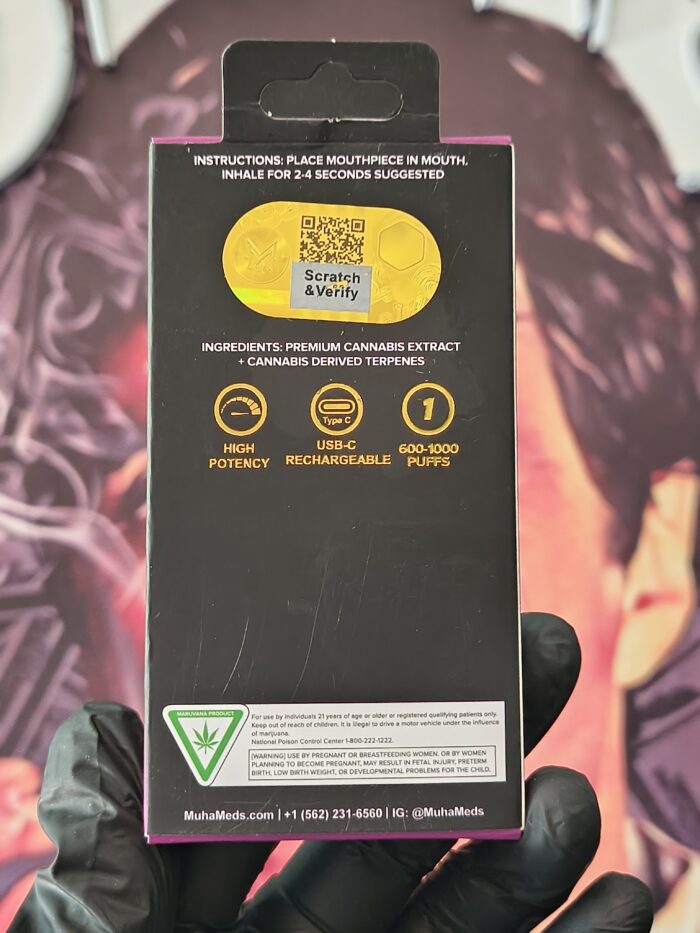 INSTRUCTIONS: PLACE MOUTHPIECE IN MOUTH,
INHALE FOR 2-4 SECONDS SUGGESTED
Scratch
&Verify
INGREDIENTS: PREMIUM CANNABIS EXTRACT
+ CANNABIS DERIVED TERPENES
Type C
1
HIGH
POTENCY
USB-C
RECHARGEABLE
600-1000
PUFFS
MARIJUANA PRODUCT
For use by individuals 21 years of age or older or registered qualifying patients only.
Keep out of reach of children. It is illegal to drive a motor vehicle under the influence
of marijuana.
National Poison Control Center 1-800-222-1222.
[WARNING] USE BY PREGNANT OR BREASTFEEDING WOMEN, OR BY WOMEN
PLANNING TO BECOME PREGNANT, MAY RESULT IN FETAL INJURY, PRETERM
BIRTH, LOW BIRTH WEIGHT, OR DEVELOPMENTAL PROBLEMS FOR THE CHILD.
MuhaMeds.com | +1 (562) 231-6560 | IG: @MuhaMeds